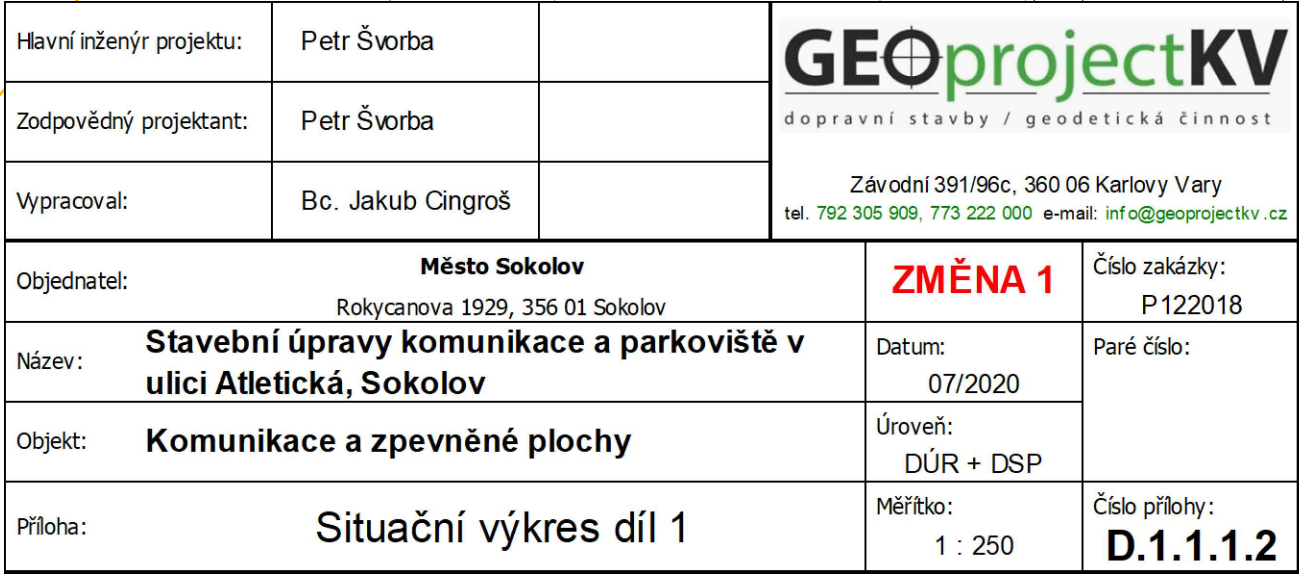 Hlavní inženýr projektu:
Petr Švorba
Zodpovědný projektant:
Petr Švorba
Vypracoval:
Bc. Jakub Cingroš
GEOprojectKV
dopravní stavby / geodetická činnost
Závodní 391/96c, 360 06 Karlovy Vary
tel. 792 305 909, 773 222 000 e-mail: info@geoprojectkv.cz
Objednatel:
Město Sokolov
Rokycanova 1929, 356 01 Sokolov
ZMĚNA 1
Číslo zakázky:
P122018
Název:
Stavební úpravy komunikace a parkoviště v
ulici Atletická, Sokolov
Datum:
07/2020
Paré číslo:
Objekt:
Komunikace a zpevněné plochy
Úroveň:
DÚR + DSP
Příloha:
Situační výkres díl 1
Měřítko:
1 : 250
Číslo přílohy:
D.1.1.1.2